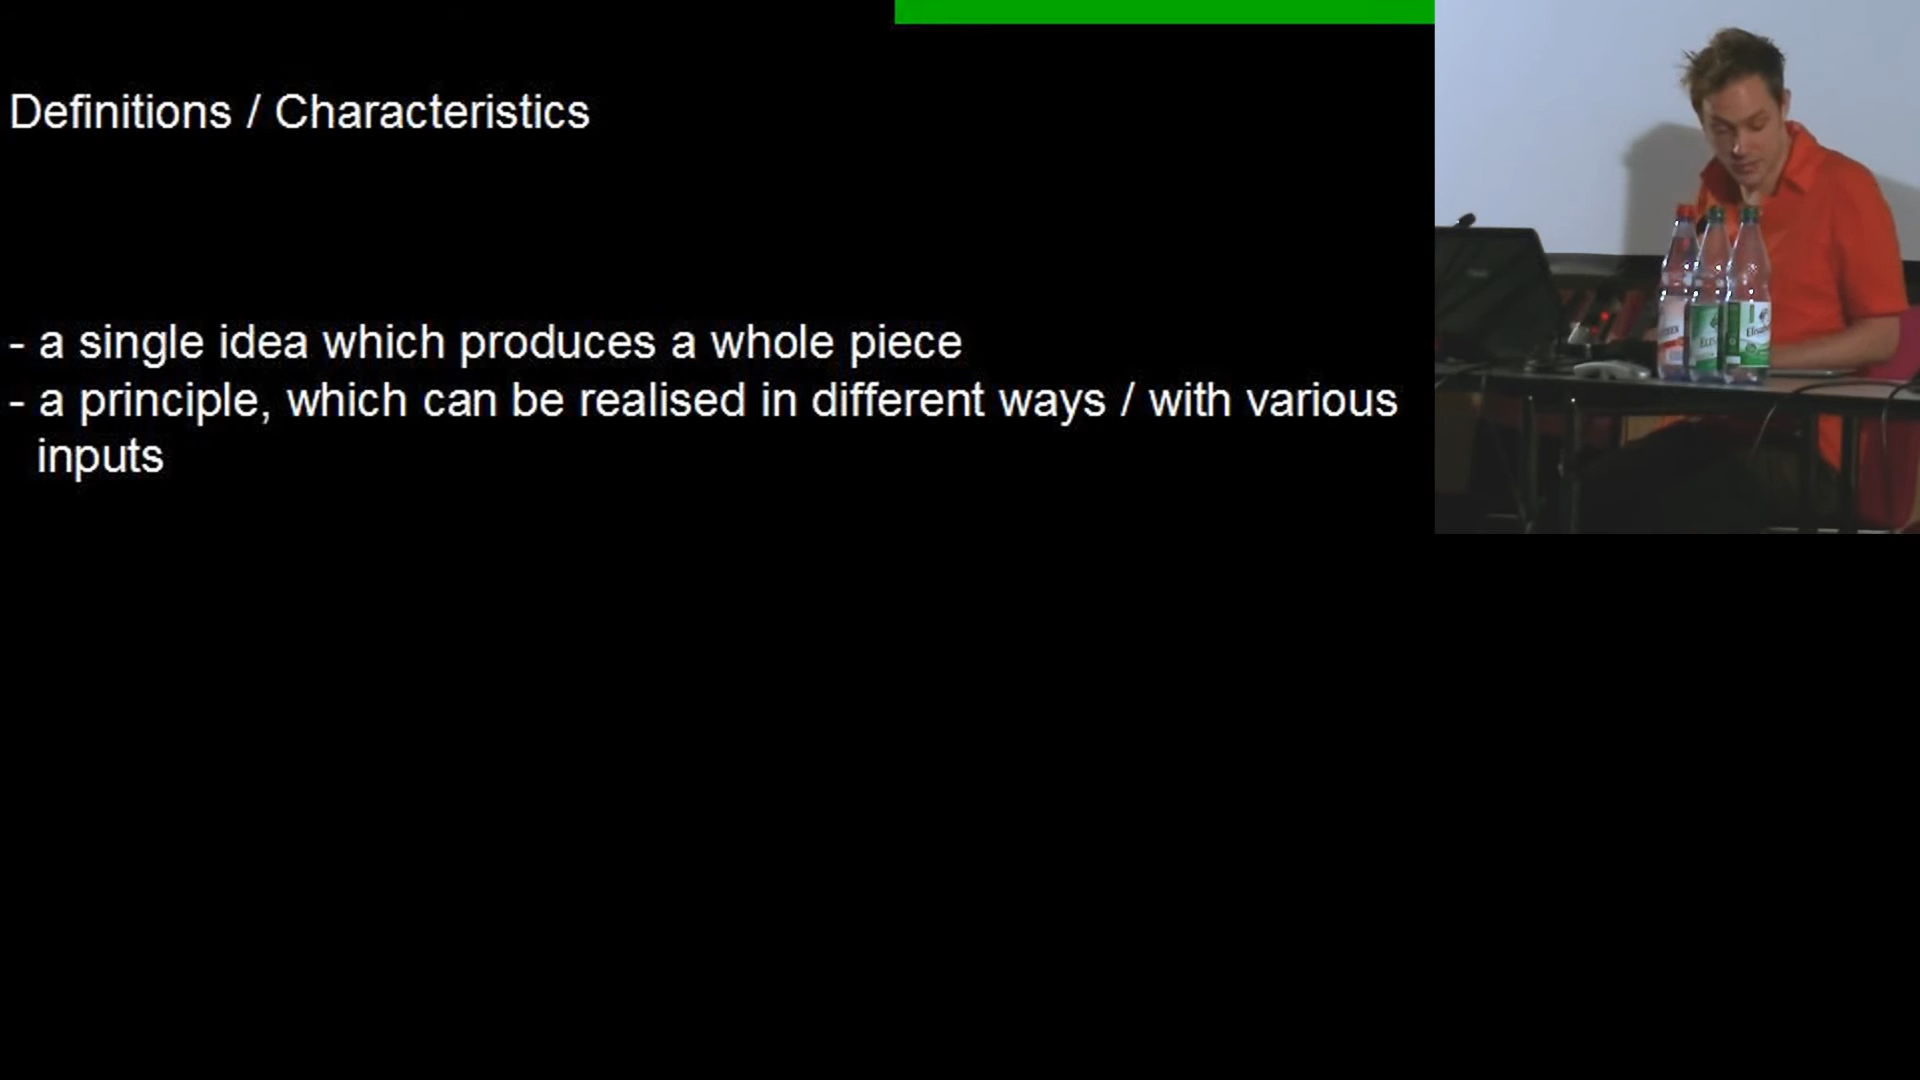 Definitions / Characteristics
- a single idea which produces a whole piece
- a principle, which can be realised in different ways / with various
inputs